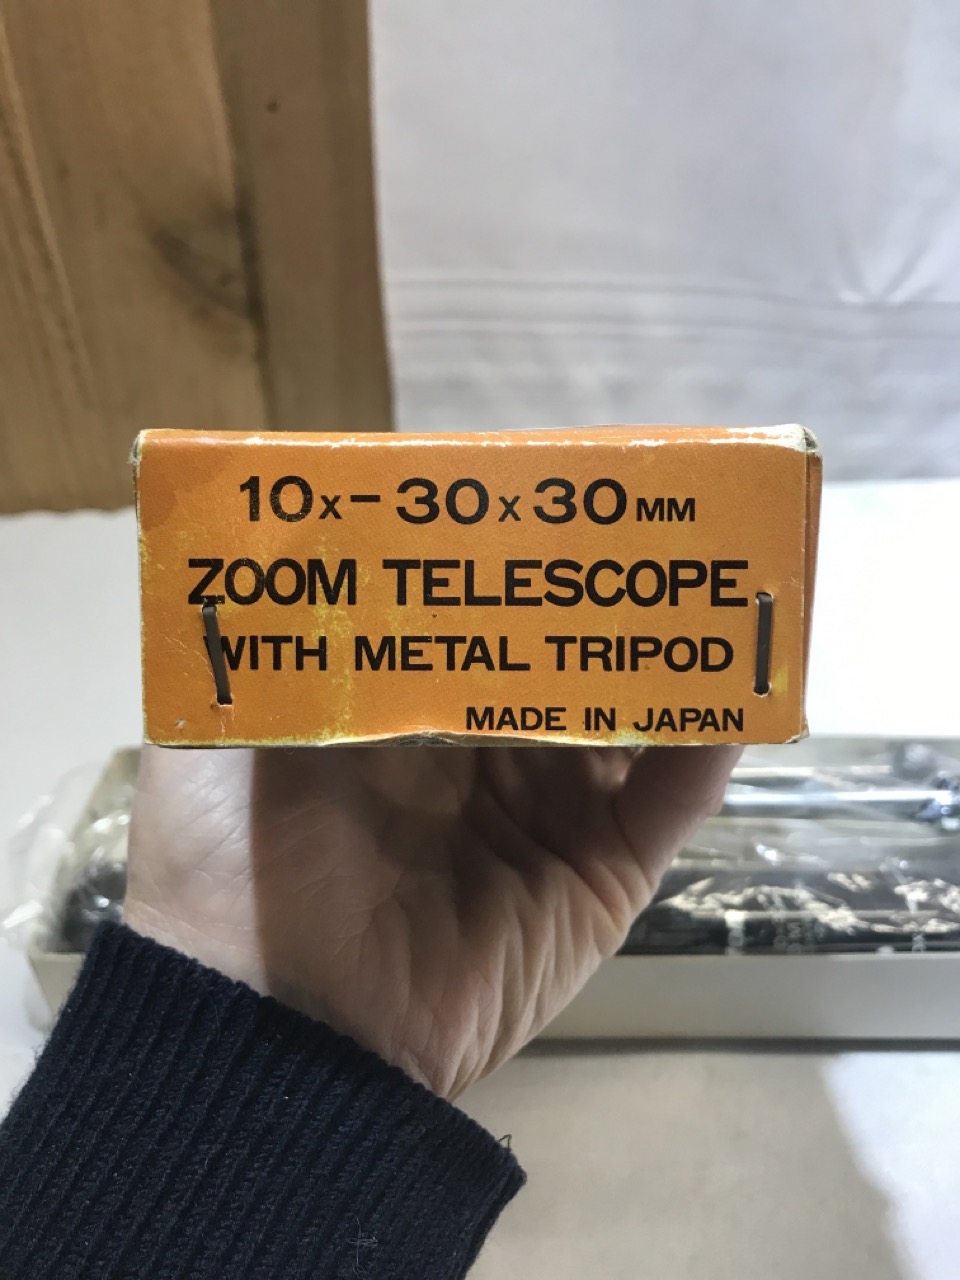 10x-30x30MM
ZOOM TELESCOPE
WITH METAL TRIPOD
MADE IN JAPAN